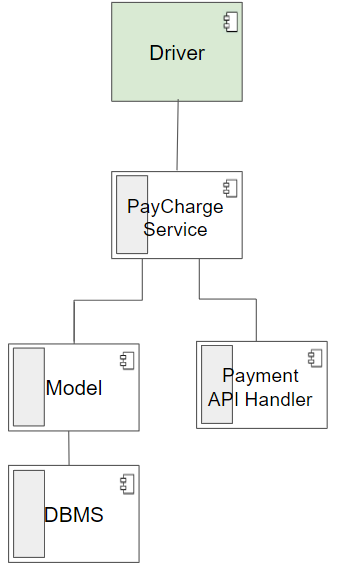 Driver
PayCharge
Service
Model
Payment
API Handler
DBMS